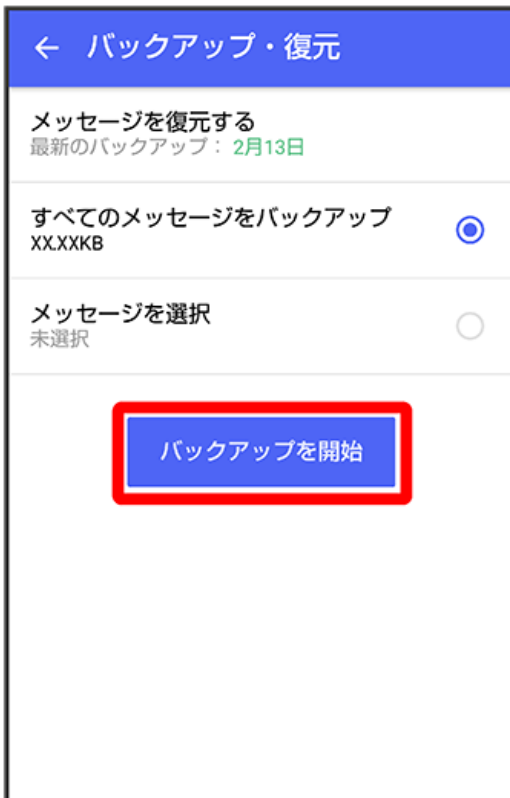 バックアップ・復元
メッセージを復元する
最新のバックアップ： 2月13日
すべてのメッセージをバックアップ
XX.XXKB
メッセージを選択
未選択
バックアップを開始